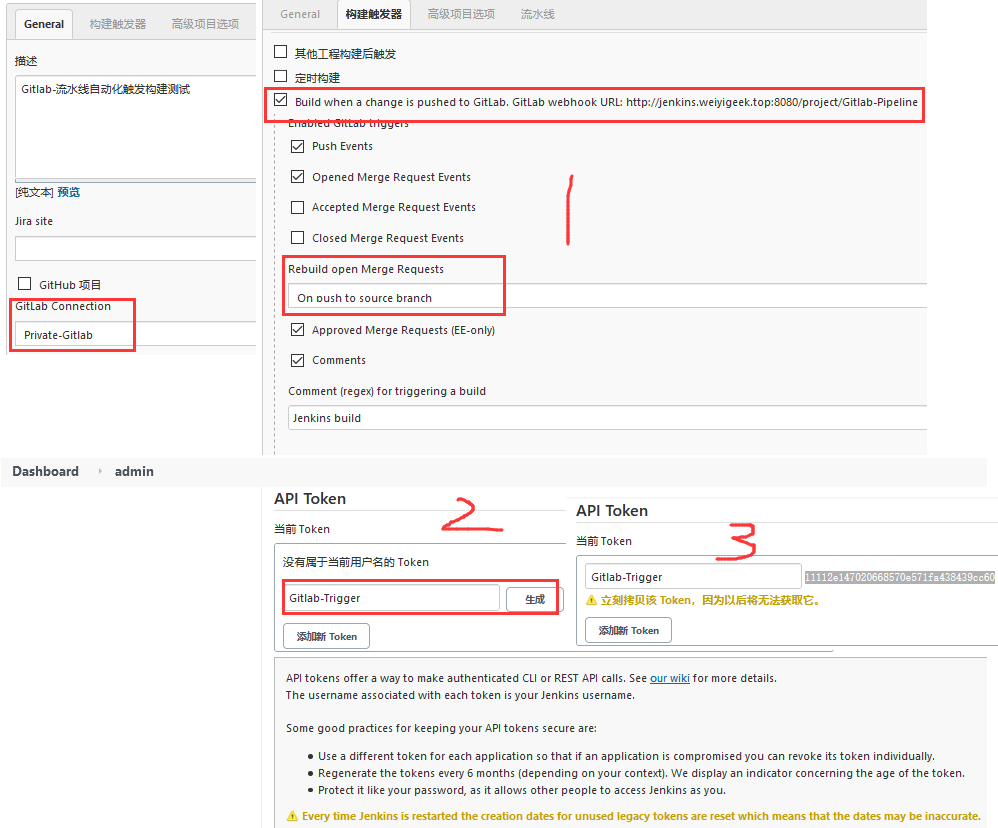 General 构建触发器 高级项目选项
描述
Gitlab-流水线自动化触发构建测试
[纯文本] 预览
Jira site
GitHub 项目
GitLab Connection
Private-Gitlab
General 构建触发器 高级项目选项 流水线
其他工程构建后触发
定时构建
Build when a change is pushed to GitLab. GitLab webhook URL: http://jenkins.weiyigeek.top:8080/project/Gitlab-Pipeline
Enabled GitLab triggers
Push Events
Opened Merge Request Events
Accepted Merge Request Events
Closed Merge Request Events
Rebuild open Merge Requests
On push to source branch
Approved Merge Requests (EE-only)
Comments
Comment (regex) for triggering a build
Jenkins build
1
Dashboard admin
API Token
2
当前 Token
没有属于当前用户名的 Token
Gitlab-Trigger 生成
添加新 Token
API Token
3
当前 Token
Gitlab-Trigger 11112e147020668570e571fa438439cc60
立刻拷贝该 Token，因为以后将无法获取它。
添加新 Token
API tokens offer a way to make authenticated CLI or REST API calls. See our wiki for more details.
The username associated with each token is your Jenkins username.
Some good practices for keeping your API tokens secure are:
• Use a different token for each application so that if an application is compromised you can revoke its token individually.
• Regenerate the tokens every 6 months (depending on your context). We display an indicator concerning the age of the token.
• Protect it like your password, as it allows other people to access Jenkins as you.
Every time Jenkins is restarted the creation dates for unused legacy tokens are reset which means that the dates may be inaccurate.